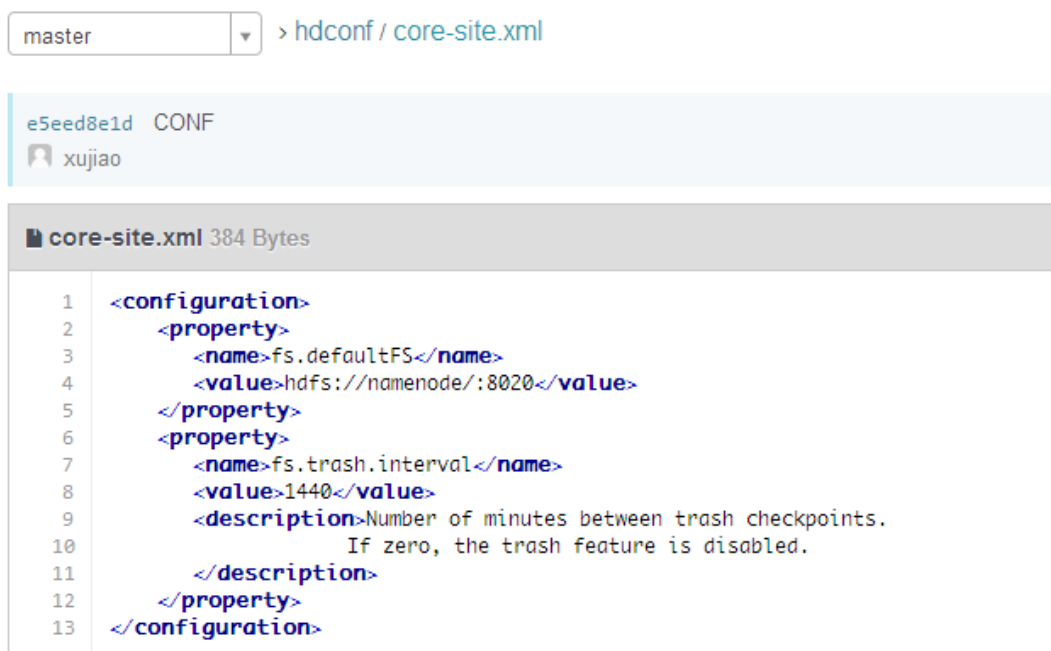 master > hdconf / core-site.xml
e5eed8e1d CONF
xujiao
core-site.xml 384 Bytes
1 <configuration>
2 <property>
3 <name>fs.defaultFS</name>
4 <value>hdfs://namenode/:8020</value>
5 </property>
6 <property>
7 <name>fs.trash.interval</name>
8 <value>1440</value>
9 <description>Number of minutes between trash checkpoints.
10 If zero, the trash feature is disabled.
11 </description>
12 </property>
13 </configuration>